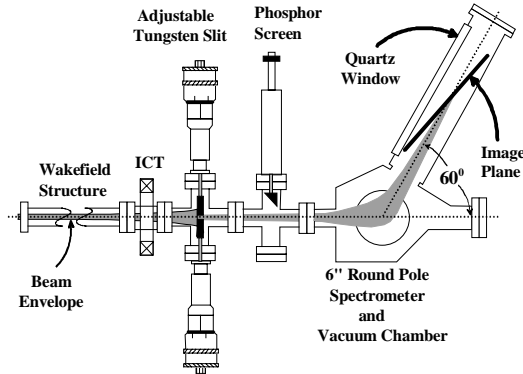 Adjustable
Tungsten Slit
Phosphor
Screen
Quartz
Window
ICT
Wakefield
Structure
Image
Plane
60⁰
Beam
Envelope
6" Round Pole
Spectrometer
and
Vacuum Chamber